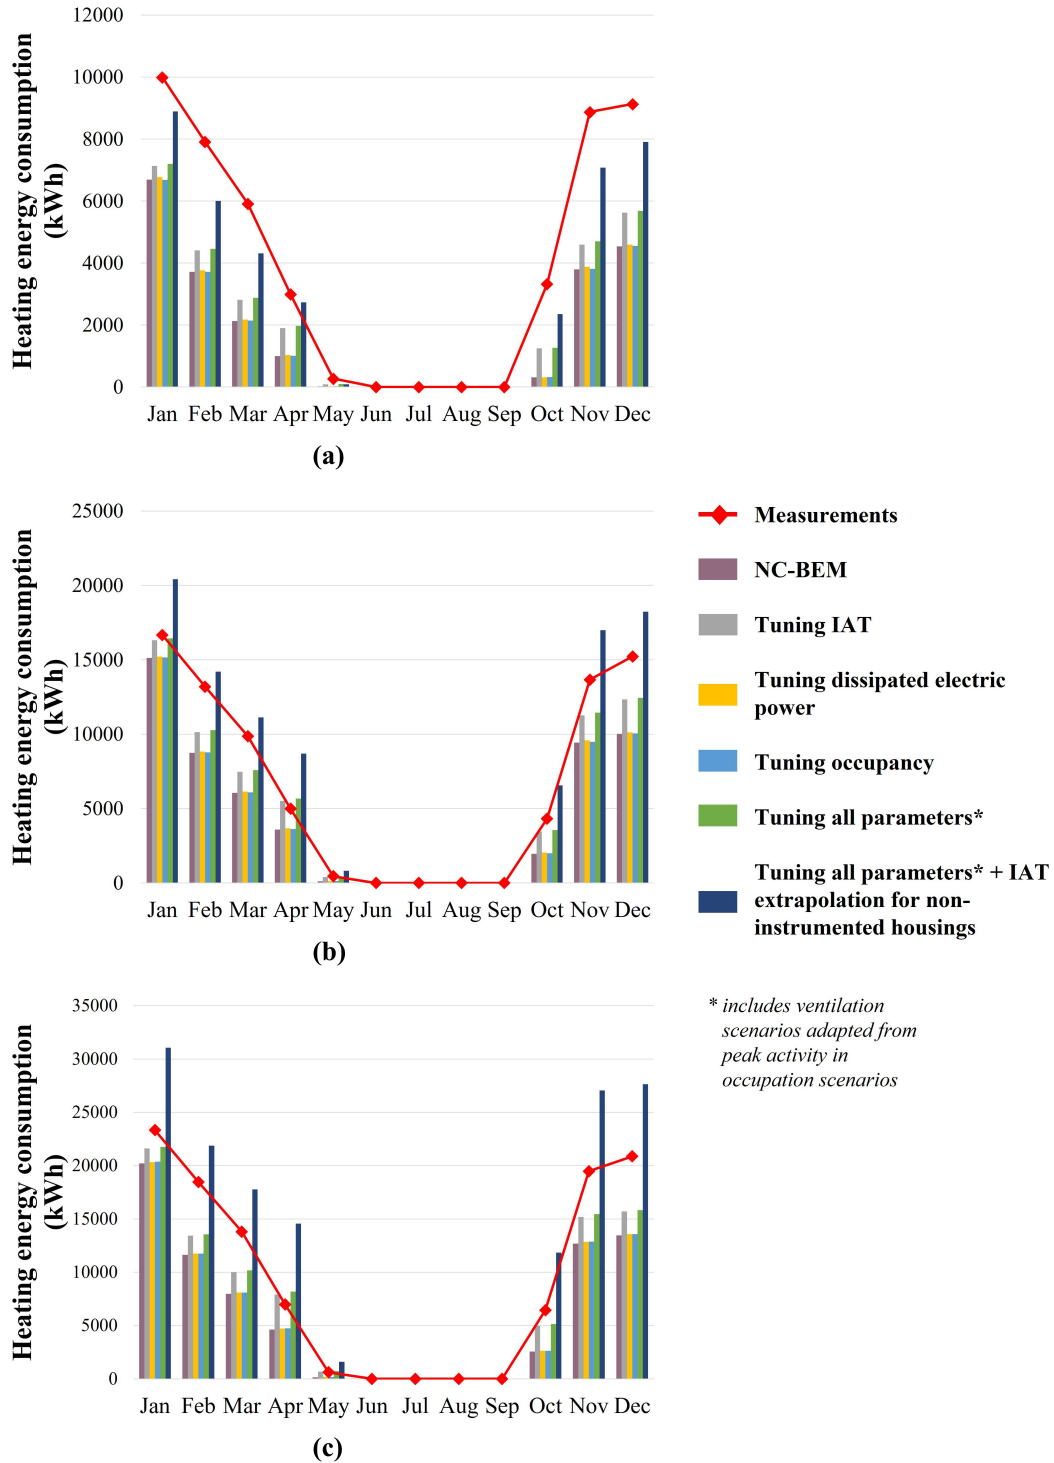 Heating energy consumption
(kWh)
12000
10000
8000
6000
4000
2000
0
Jan Feb Mar Apr May Jun Jul Aug Sep Oct Nov Dec
(a)
Heating energy consumption
(kWh)
25000
20000
15000
10000
5000
0
Jan Feb Mar Apr May Jun Jul Aug Sep Oct Nov Dec
(b)
Measurements
NC-BEM
Tuning IAT
Tuning dissipated electric
power
Tuning occupancy
Tuning all parameters*
Tuning all parameters* + IAT
extrapolation for non-
instrumented housings
* includes ventilation
scenarios adapted from
peak activity in
occupation scenarios
Heating energy consumption
(kWh)
35000
30000
25000
20000
15000
10000
5000
0
Jan Feb Mar Apr May Jun Jul Aug Sep Oct Nov Dec
(c)